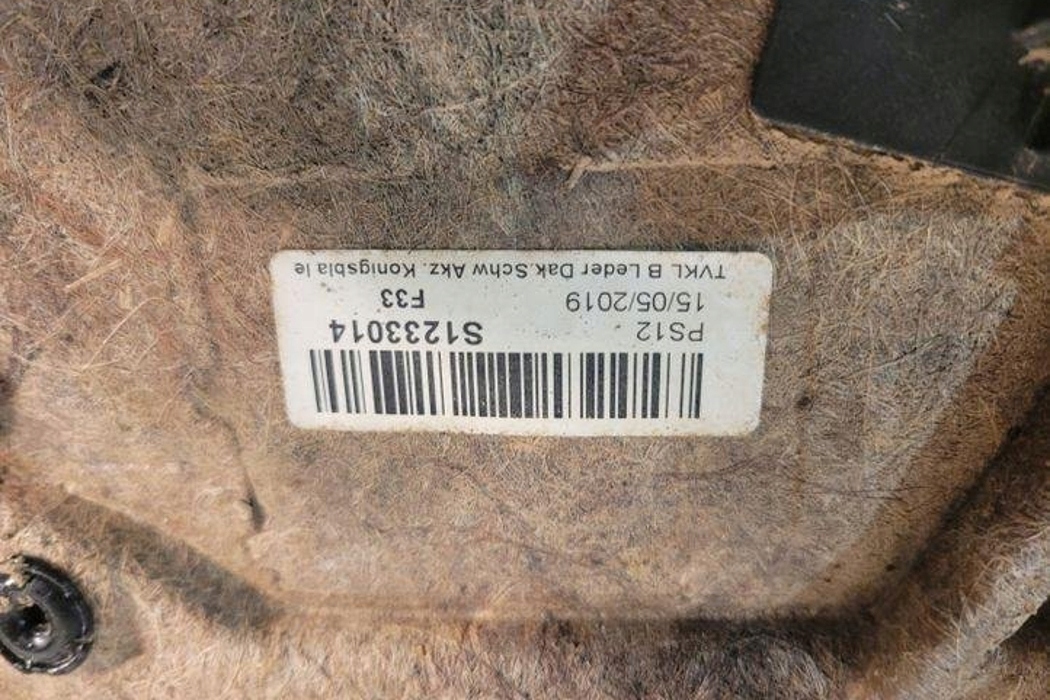 PS12 S1233014
15/05/2019 F33
TVKL B Leder Dak.Schw Akz. Konigsbla le